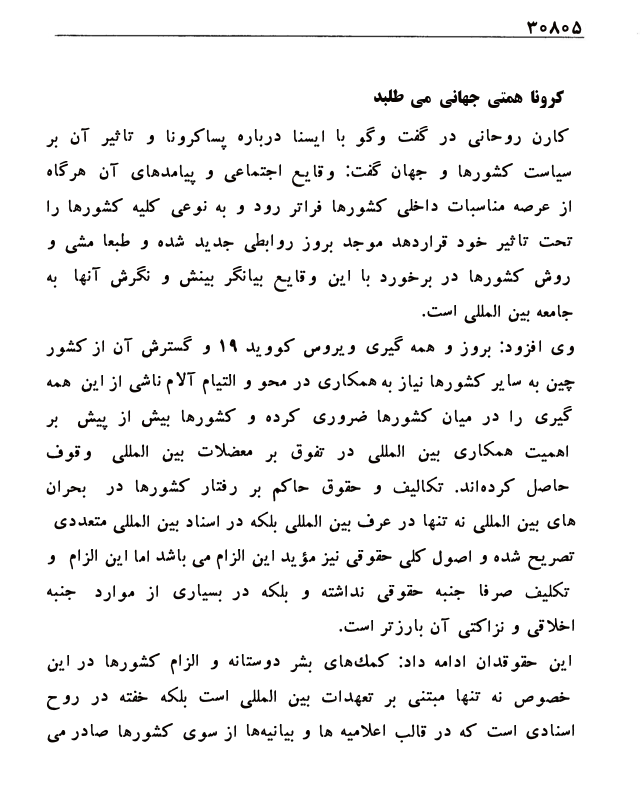 ۳۰۸۰۵
کرونا همتی جهانی می طلبد
کارن روحانی در گفت وگو با ایسنا درباره پساکرونا و تاثیر آن بر
سیاست کشورها و جهان گفت: وقایع اجتماعی و پیامدهای آن هرگاه
از عرصه مناسبات داخلی کشورها فراتر رود و به نوعی کلیه کشورها را
تحت تاثیر خود قراردهد موجد بروز روابطی جدید شده و طبعا مشی و
روش کشورها در برخورد با این وقایع بیانگر بینش و نگرش آنها به
جامعه بین المللی است.
وی افزود: بروز و همه گیری ویروس کووید ۱۹ و گسترش آن از کشور
چین به سایر کشورها نیاز به همکاری در محو و التیام آلام ناشی از این همه
گیری را در میان کشورها ضروری کرده و کشورها بیش از پیش بر
اهمیت همکاری بین المللی در تفوق بر معضلات بین المللی وقوف
حاصل کرده‌اند. تکالیف و حقوق حاکم بر رفتار کشورها در بحران
های بین المللی نه تنها در عرف بین المللی بلکه در اسناد بین المللی متعددی
تصریح شده و اصول کلی حقوقی نیز مؤید این الزام می باشد اما این الزام و
تکلیف صرفا جنبه حقوقی نداشته و بلکه در بسیاری از موارد جنبه
اخلاقی و نزاکتی آن بارزتر است.
این حقوقدان ادامه داد: کمک‌های بشر دوستانه و الزام کشورها در این
خصوص نه تنها مبتنی بر تعهدات بین المللی است بلکه خفته در روح
اسنادی است که در قالب اعلامیه ها و بیانیه‌ها از سوی کشورها صادر می